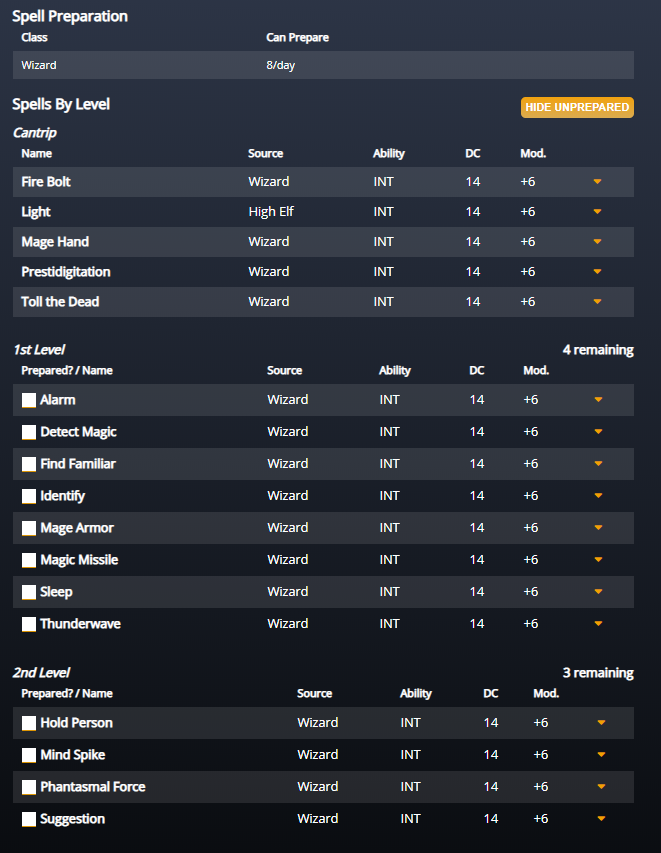 Spell Preparation
Class Can Prepare
Wizard 8/day
Spells By Level HIDE UNPREPARED
Cantrip
Name Source Ability DC Mod.
Fire Bolt Wizard INT 14 +6
Light High Elf INT 14 +6
Mage Hand Wizard INT 14 +6
Prestidigitation Wizard INT 14 +6
Toll the Dead Wizard INT 14 +6
1st Level 4 remaining
Prepared? / Name Source Ability DC Mod.
Alarm Wizard INT 14 +6
Detect Magic Wizard INT 14 +6
Find Familiar Wizard INT 14 +6
Identify Wizard INT 14 +6
Mage Armor Wizard INT 14 +6
Magic Missile Wizard INT 14 +6
Sleep Wizard INT 14 +6
Thunderwave Wizard INT 14 +6
2nd Level 3 remaining
Prepared? / Name Source Ability DC Mod.
Hold Person Wizard INT 14 +6
Mind Spike Wizard INT 14 +6
Phantasmal Force Wizard INT 14 +6
Suggestion Wizard INT 14 +6